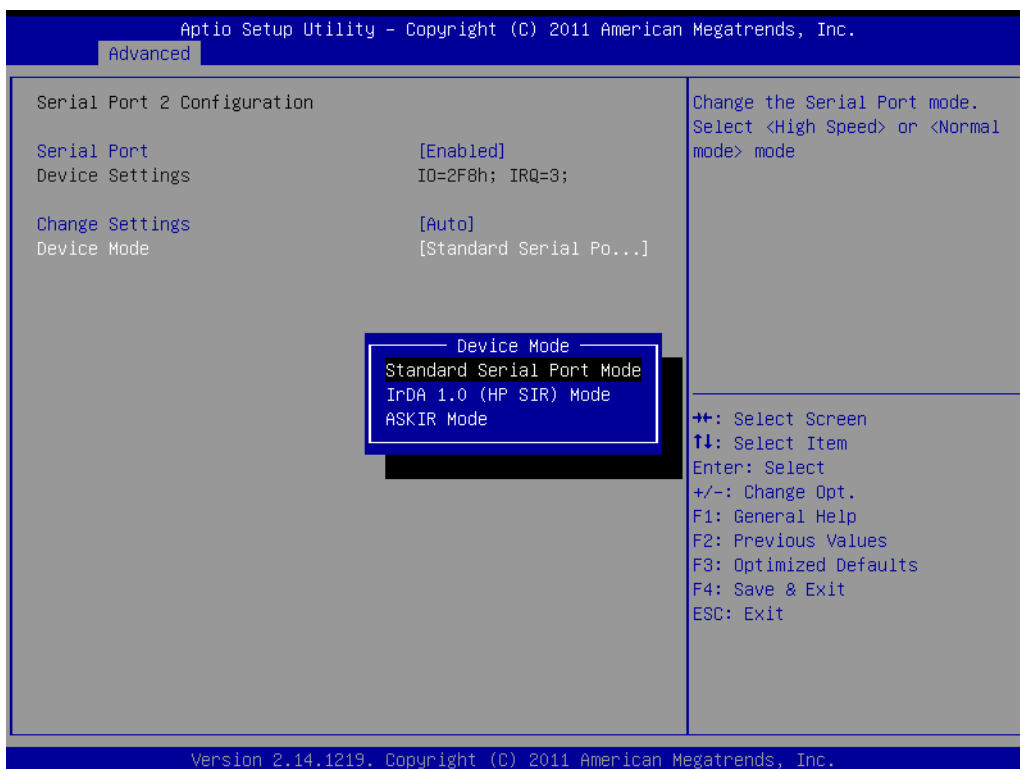 Aptio Setup Utility – Copyright (C) 2011 American Megatrends, Inc.
Advanced
Serial Port 2 Configuration
Serial Port [Enabled]
Device Settings IO=2F8h; IRQ=3;
Change Settings [Auto]
Device Mode [Standard Serial Po...]
Device Mode
Standard Serial Port Mode
IrDA 1.0 (HP SIR) Mode
ASKIR Mode
Change the Serial Port mode.
Select <High Speed> or <Normal
mode> mode
→←: Select Screen
↑↓: Select Item
Enter: Select
+/-: Change Opt.
F1: General Help
F2: Previous Values
F3: Optimized Defaults
F4: Save & Exit
ESC: Exit
Version 2.14.1219. Copyright (C) 2011 American Megatrends, Inc.